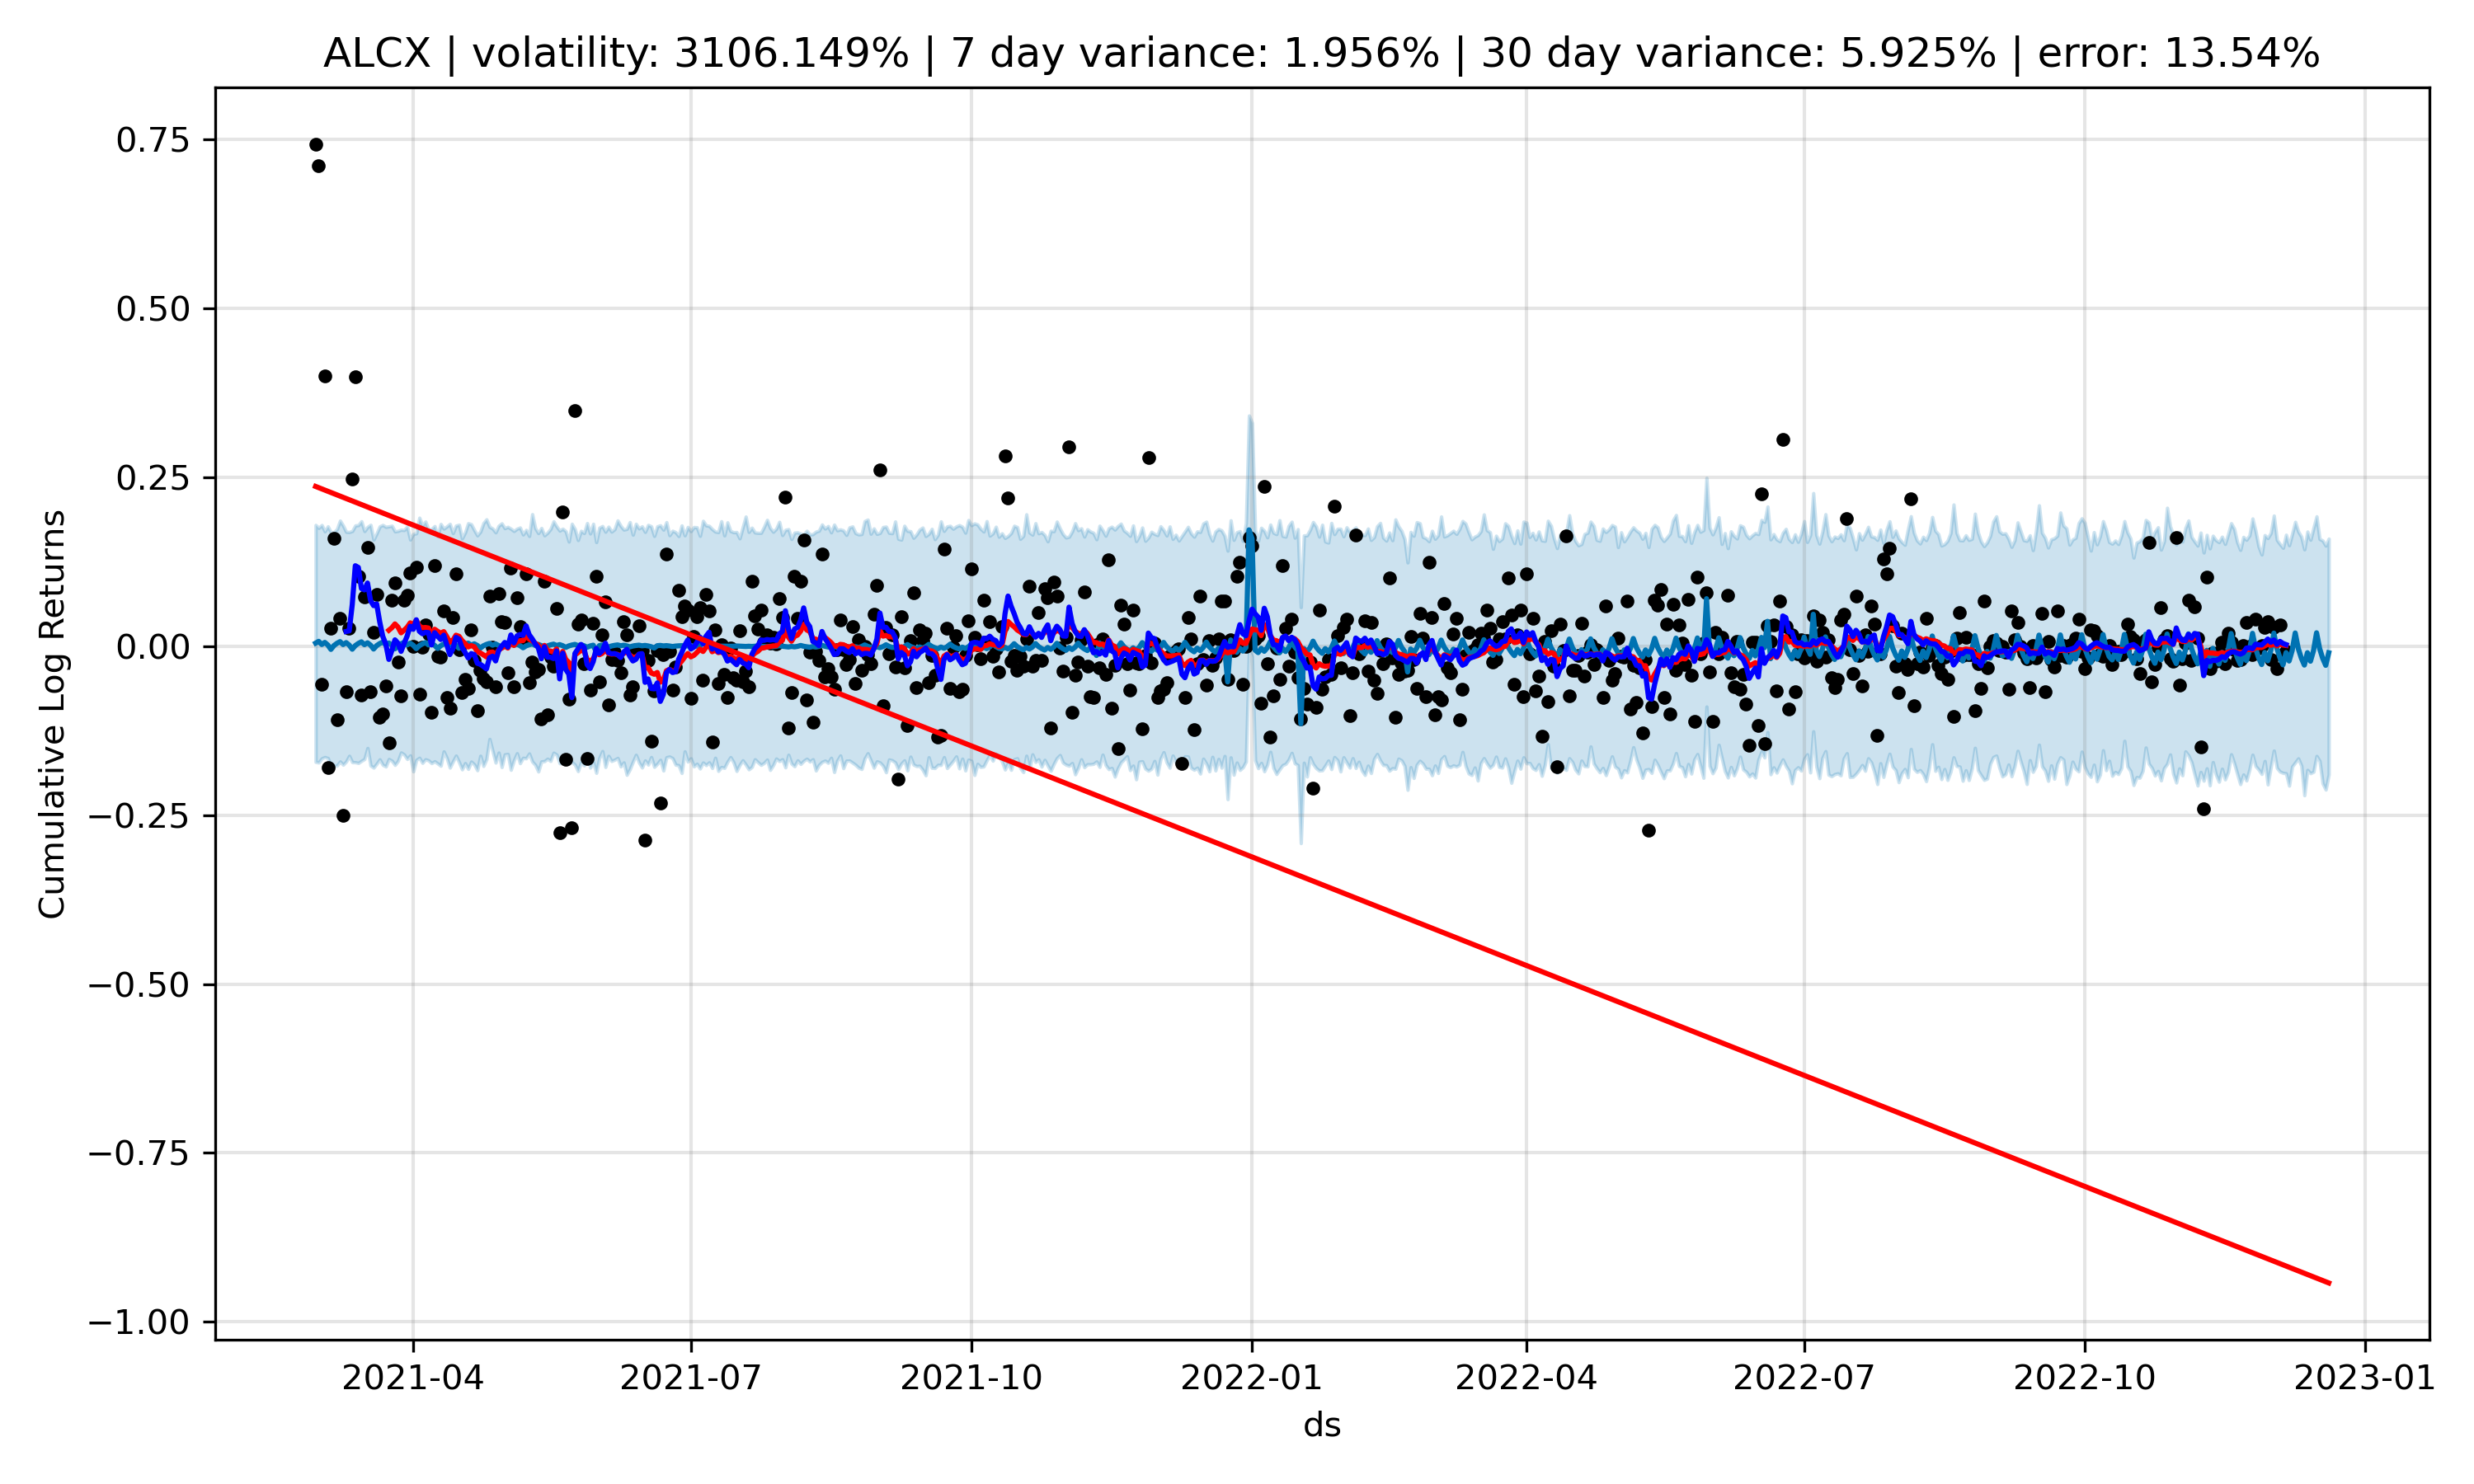 ALCX | volatility: 3106.149% | 7 day variance: 1.956% | 30 day variance: 5.925% | error: 13.54%
Cumulative Log Returns
0.75
0.50
0.25
0.00
−0.25
−0.50
−0.75
−1.00
2021-04 2021-07 2021-10 2022-01 2022-04 2022-07 2022-10 2023-01
ds